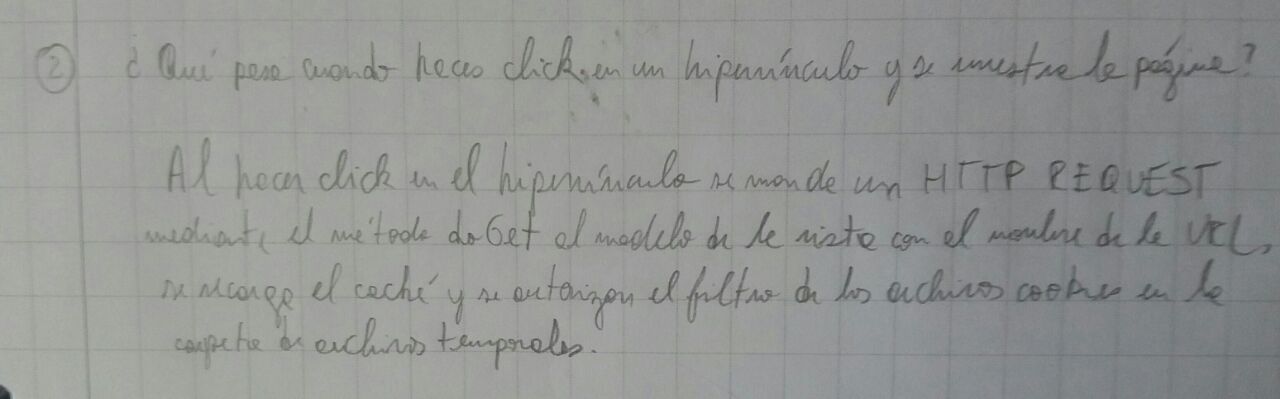 ② ¿Qué pasa cuando haces click en un hipervínculo y se muestra la página?
Al hacer click en el hipervínculo se manda un HTTP REQUEST
mediante el método doGet al modelo de la vista con el nombre de la URL,
se recarga el caché y se autorizan el filtro de los archivos cookies en la
carpeta de archivos temporales.